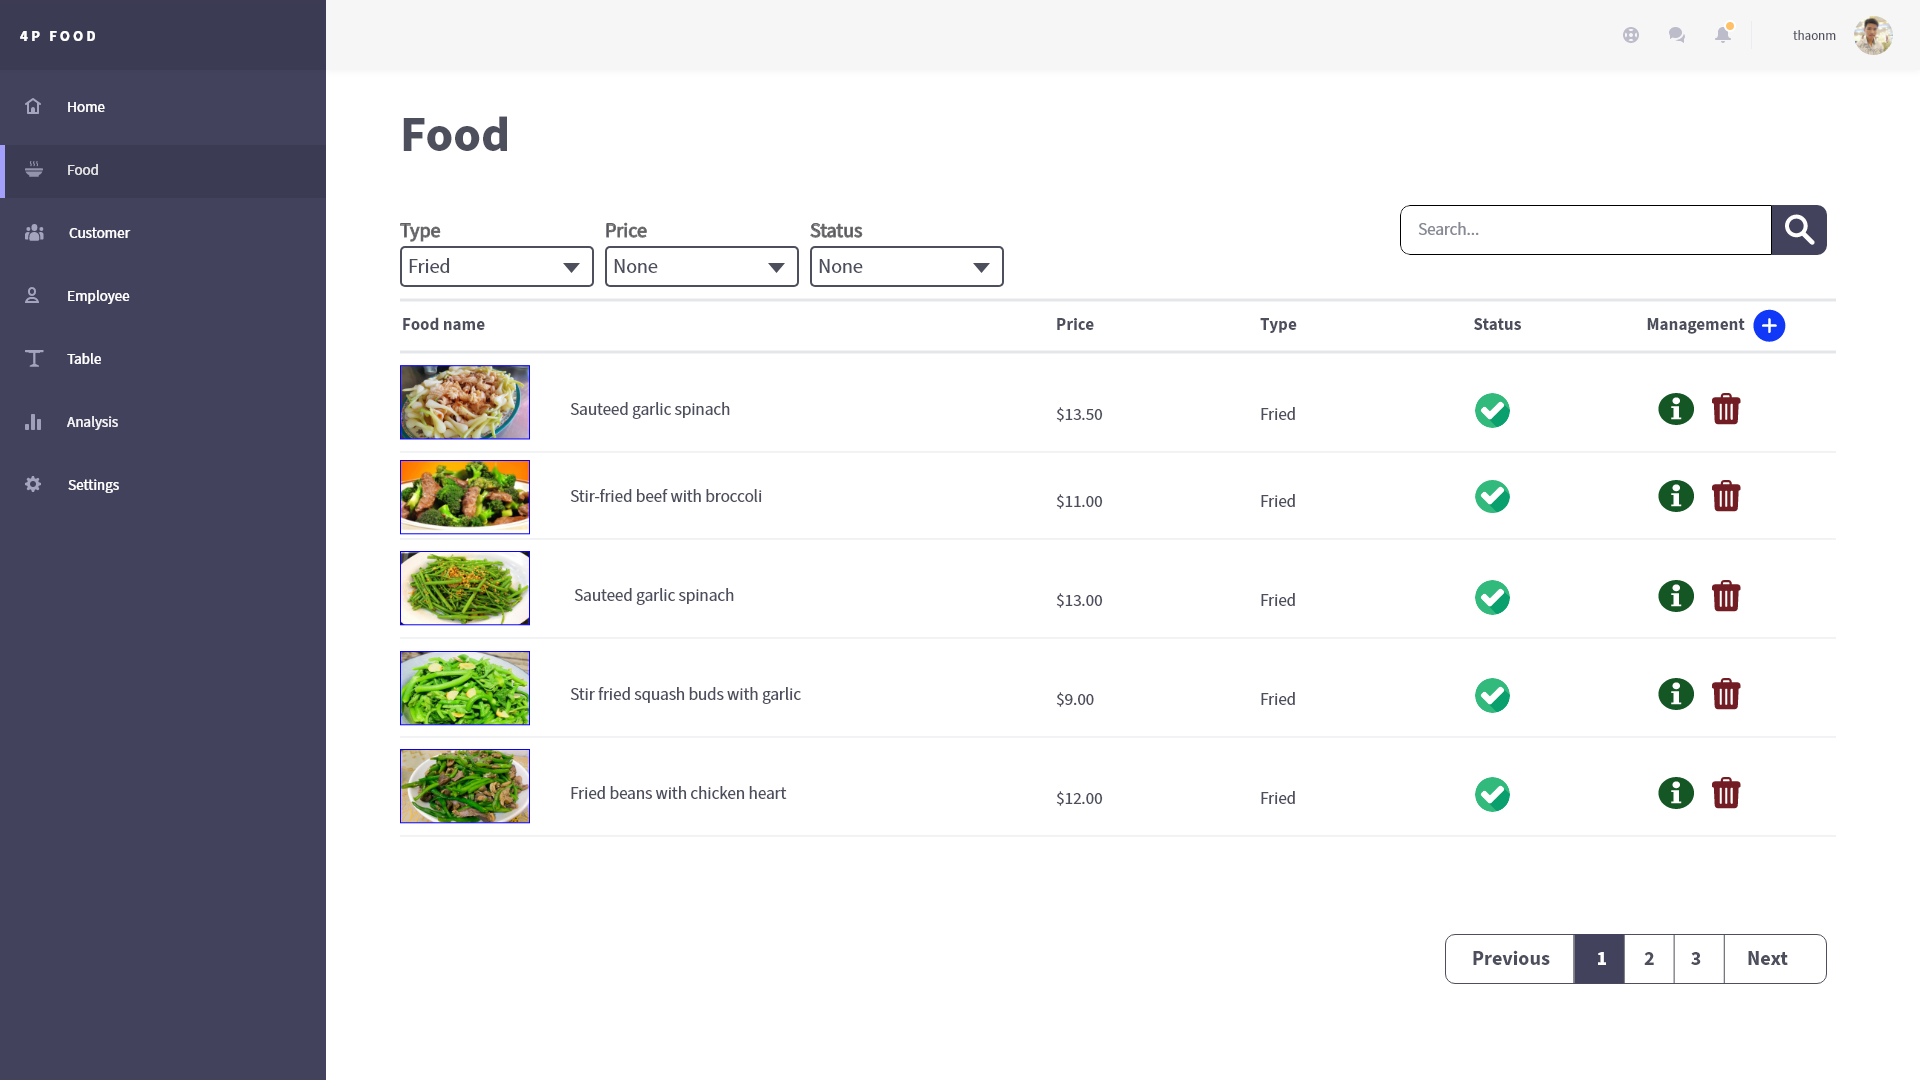 4P FOOD
thaonm
Home
Food
Customer
Employee
Table
Analysis
Settings
Food
Type Price Status
Fried None None
Search...
Food name Price Type Status Management
Sauteed garlic spinach $13.50 Fried
Stir-fried beef with broccoli $11.00 Fried
Sauteed garlic spinach $13.00 Fried
Stir fried squash buds with garlic $9.00 Fried
Fried beans with chicken heart $12.00 Fried
Previous 1 2 3 Next